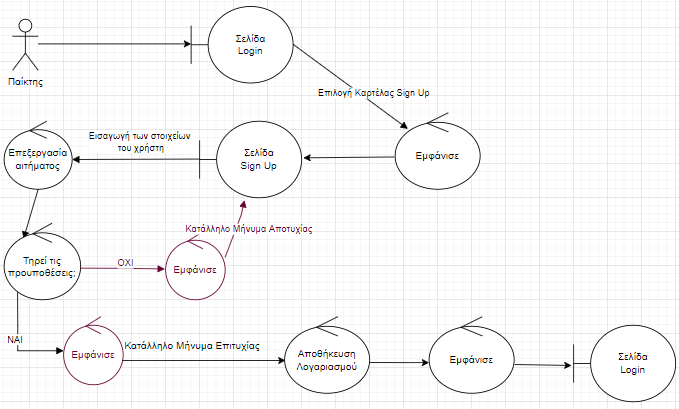 Παίκτης
Σελίδα
Login
Επιλογή Καρτέλας Sign Up
Εμφάνισε
Σελίδα
Sign Up
Εισαγωγή των στοιχείων
του χρήστη
Επεξεργασία
αιτήματος
Τηρεί τις
προυποθέσεις;
ΟΧΙ
Εμφάνισε
Κατάλληλο Μήνυμα Αποτυχίας
ΝΑΙ
Εμφάνισε
Κατάλληλο Μήνυμα Επιτυχίας
Αποθήκευση
Λογαριασμού
Εμφάνισε
Σελίδα
Login